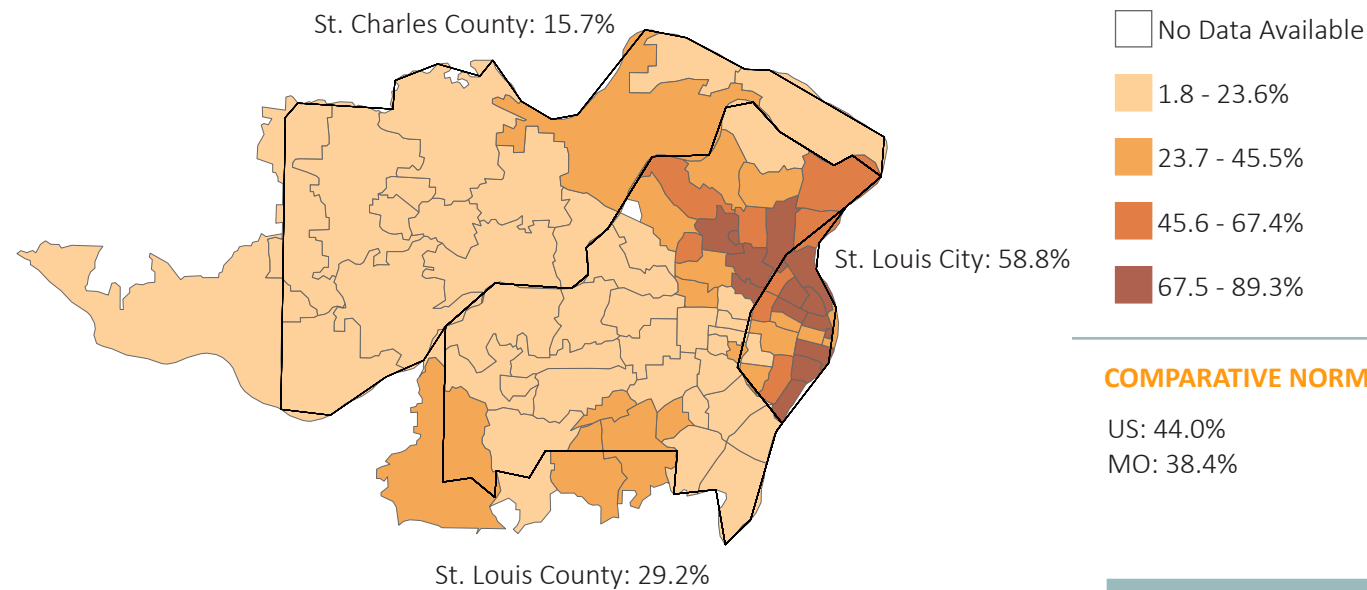 St. Charles County: 15.7%
St. Louis City: 58.8%
St. Louis County: 29.2%
No Data Available
1.8 - 23.6%
23.7 - 45.5%
45.6 - 67.4%
67.5 - 89.3%
COMPARATIVE NORM
US: 44.0%
MO: 38.4%